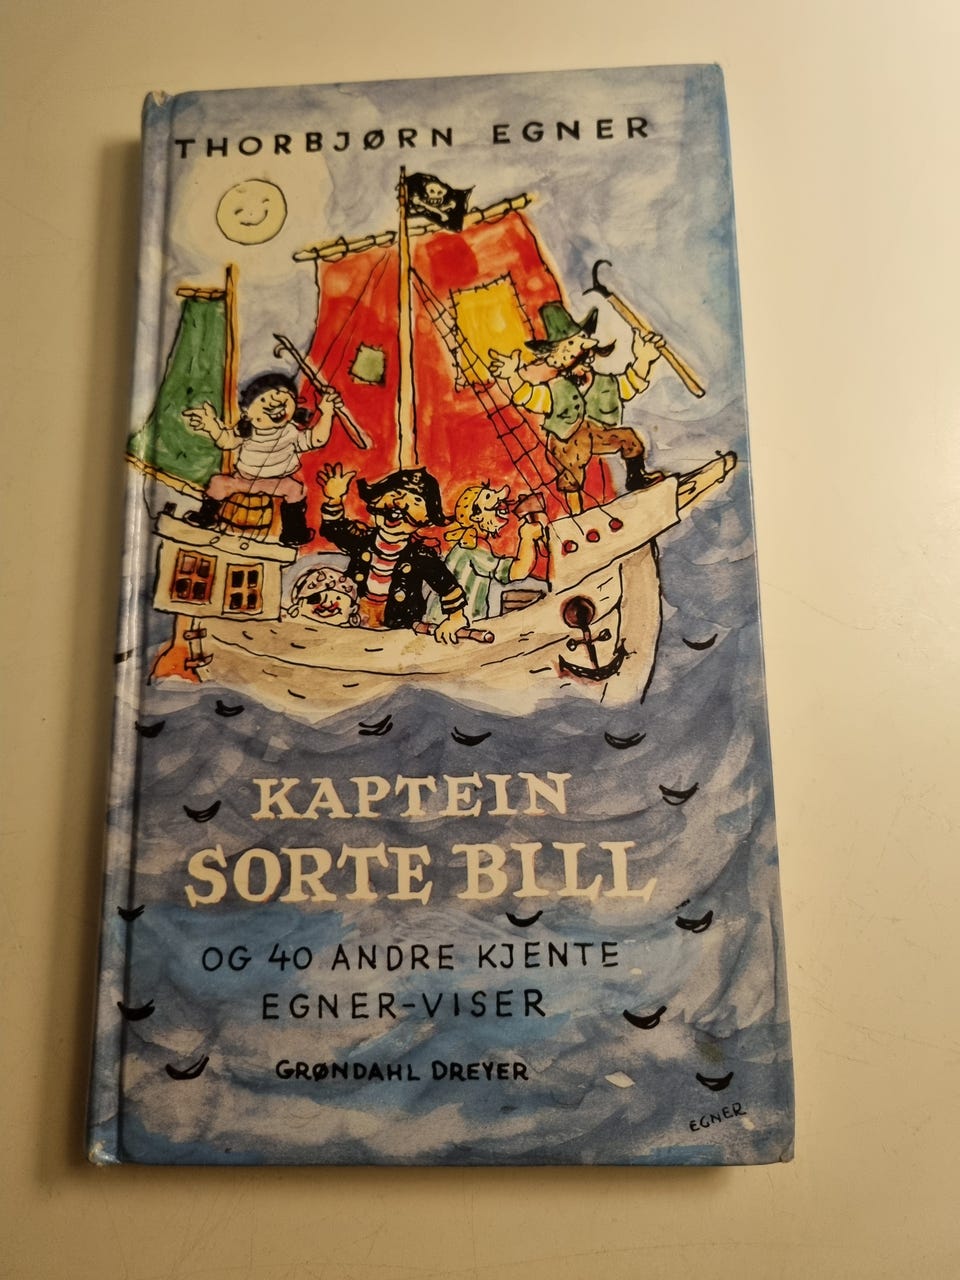 THORBJØRN EGNER
KAPTEIN
SORTE BILL
OG 40 ANDRE KJENTE
EGNER-VISER
GRØNDAHL DREYER
EGNER